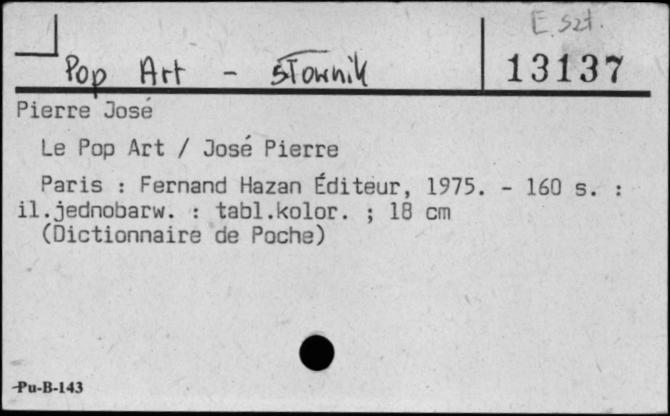 E. szt.
Pop Art - słownik
13137
Pierre José
Le Pop Art / José Pierre
Paris : Fernand Hazan Éditeur, 1975. - 160 s. :
il.jednobarw. : tabl.kolor. ; 18 cm
(Dictionnaire de Poche)
Pu-B-143